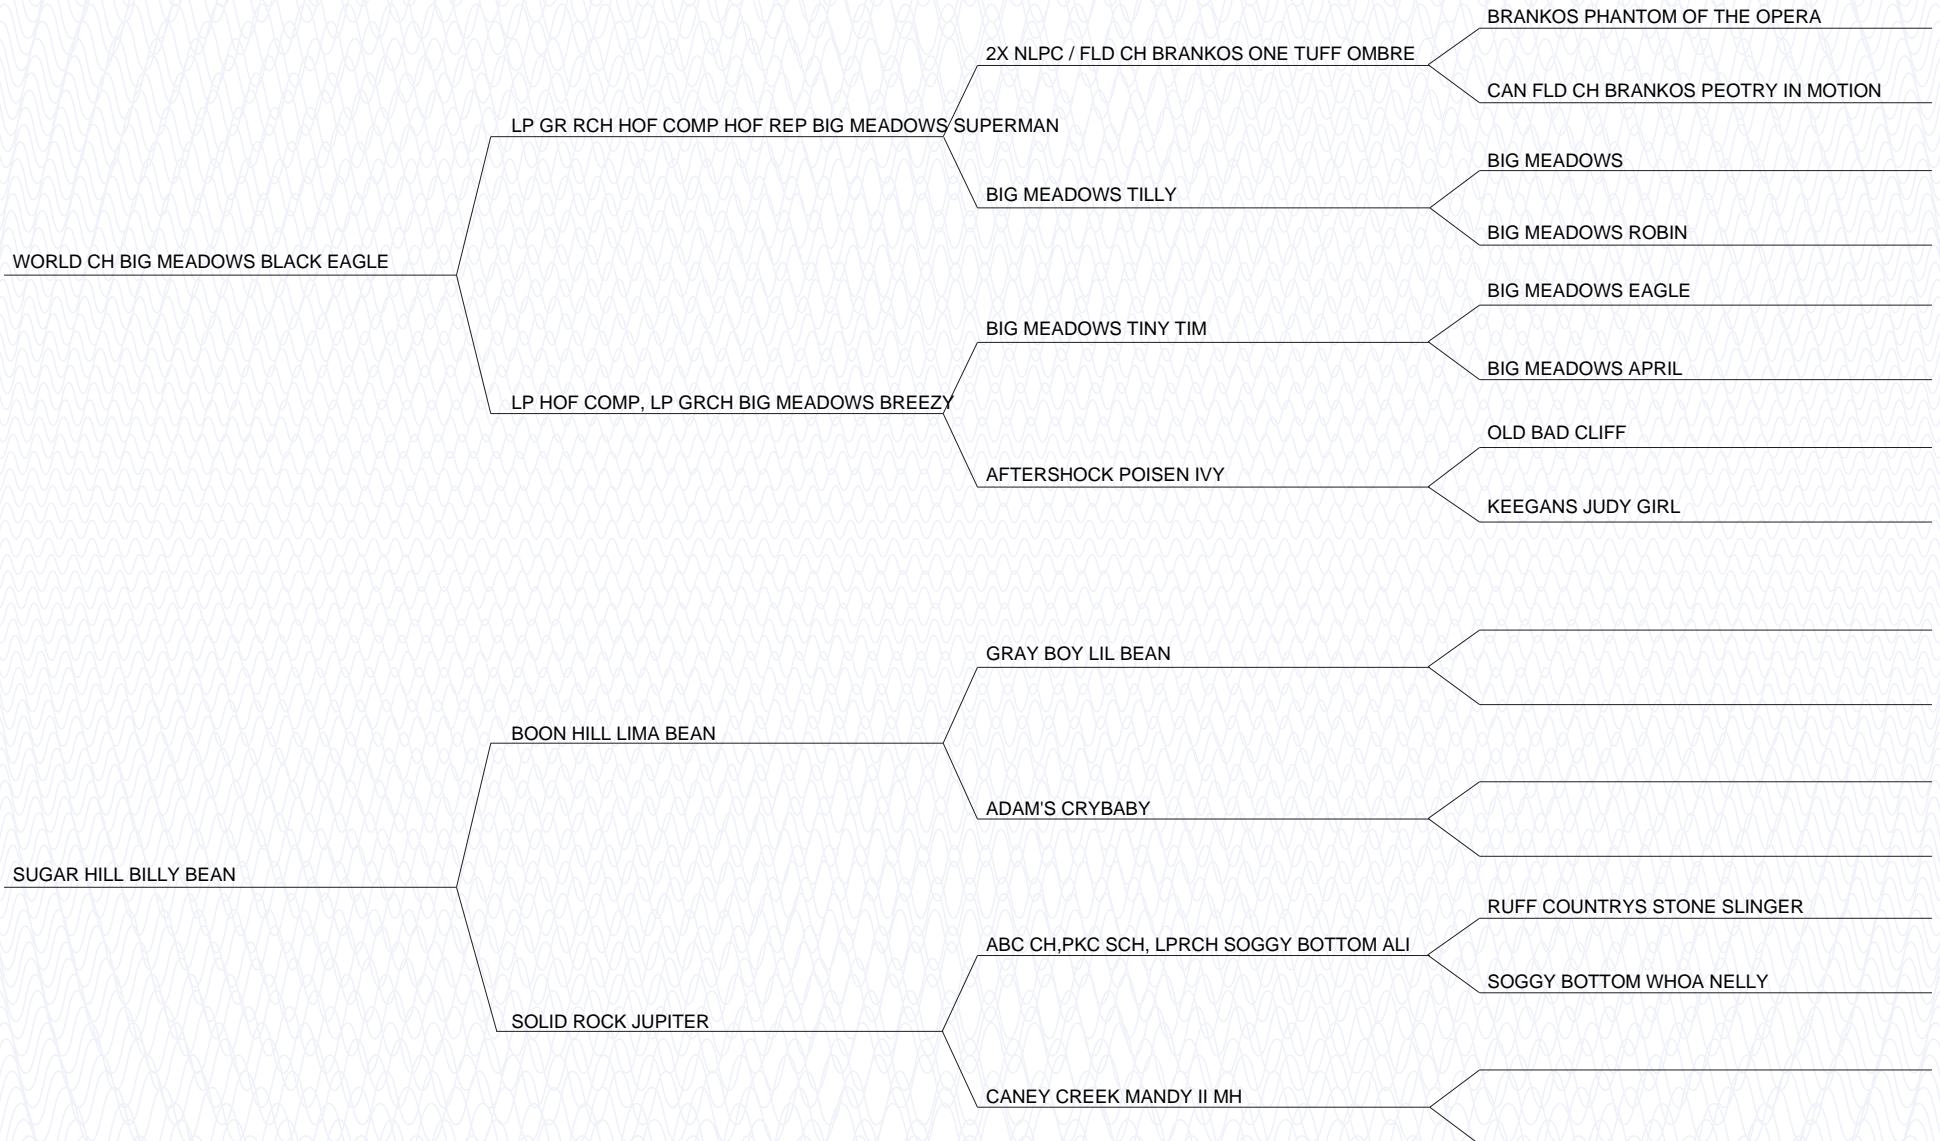 BRANKOS PHANTOM OF THE OPERA
2X NLPC / FLD CH BRANKOS ONE TUFF OMBRE
CAN FLD CH BRANKOS PEOTRY IN MOTION
LP GR RCH HOF COMP HOF REP BIG MEADOWS SUPERMAN
BIG MEADOWS
BIG MEADOWS TILLY
BIG MEADOWS ROBIN
WORLD CH BIG MEADOWS BLACK EAGLE
BIG MEADOWS EAGLE
BIG MEADOWS TINY TIM
BIG MEADOWS APRIL
LP HOF COMP, LP GRCH BIG MEADOWS BREEZY
OLD BAD CLIFF
AFTERSHOCK POISEN IVY
KEEGANS JUDY GIRL
GRAY BOY LIL BEAN
BOON HILL LIMA BEAN
ADAM'S CRYBABY
SUGAR HILL BILLY BEAN
RUFF COUNTRYS STONE SLINGER
ABC CH,PKC SCH, LPRCH SOGGY BOTTOM ALI
SOGGY BOTTOM WHOA NELLY
SOLID ROCK JUPITER
CANEY CREEK MANDY II MH